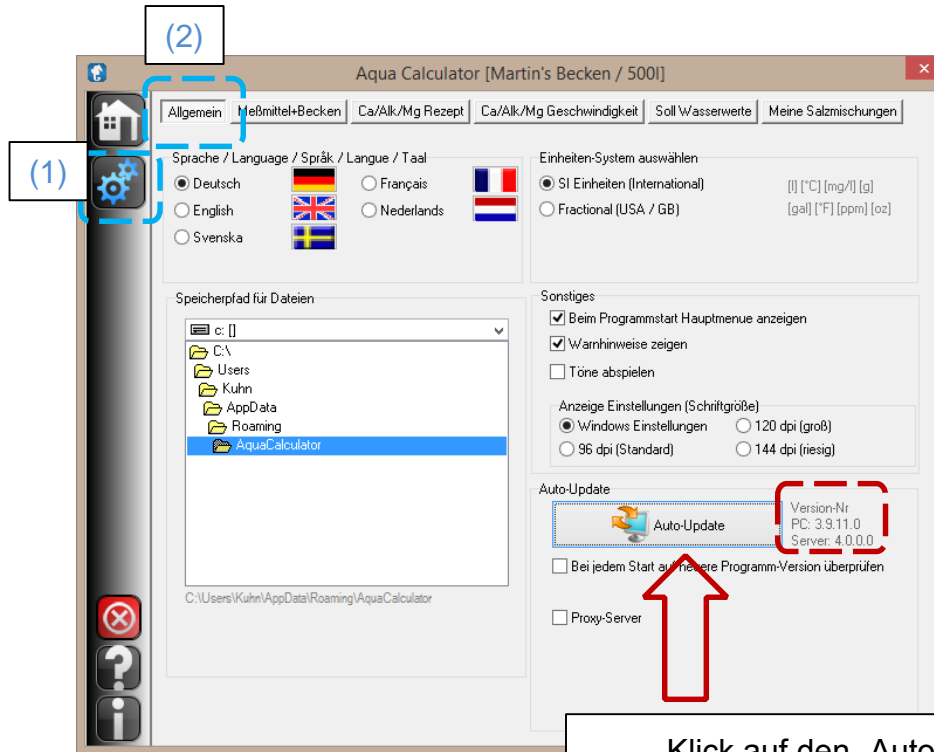 (2)
Aqua Calculator [Martin's Becken / 500l]
Allgemein Meßmittel+Becken Ca/Alk/Mg Rezept Ca/Alk/Mg Geschwindigkeit Soll Wasserwerte Meine Salzmischungen
(1)
Sprache / Language / Språk / Langue / Taal
Deutsch Français
English Nederlands
Svenska
Einheiten-System auswählen
SI Einheiten (International) [l] [°C] [mg/l] [g]
Fractional (USA / GB) [gal] [°F] [ppm] [oz]
Speicherpfad für Dateien
c: []
C:\
Users
Kuhn
AppData
Roaming
AquaCalculator
C:\Users\Kuhn\AppData\Roaming\AquaCalculator
Sonstiges
Beim Programmstart Hauptmenue anzeigen
Warnhinweise zeigen
Töne abspielen
Anzeige Einstellungen (Schriftgröße)
Windows Einstellungen 120 dpi (groß)
96 dpi (Standard) 144 dpi (riesig)
Auto-Update
Auto-Update
Version-Nr
PC: 3.9.11.0
Server: 4.0.0.0
Bei jedem Start auf neuere Programm-Version überprüfen
Proxy-Server
Klick auf den